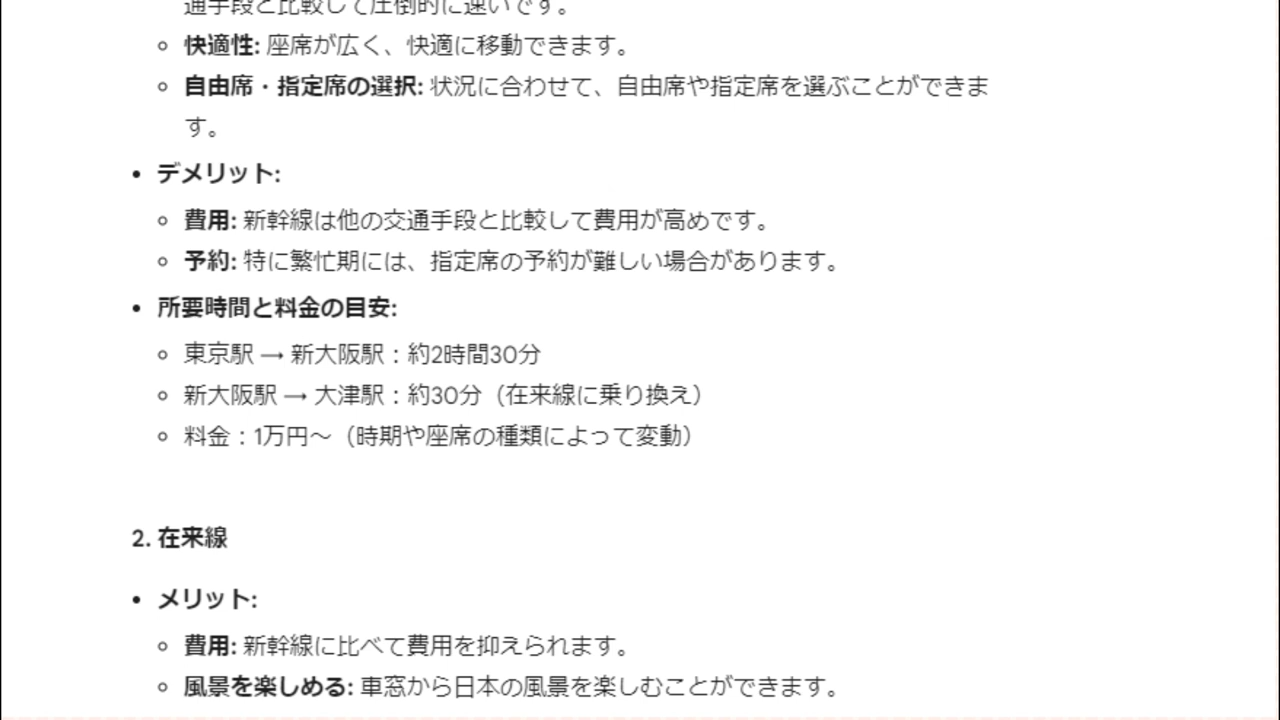 通手段と比較して圧倒的に速いです。
快適性: 座席が広く、快適に移動できます。
自由席・指定席の選択: 状況に合わせて、自由席や指定席を選ぶことができま
す。
デメリット:
費用: 新幹線は他の交通手段と比較して費用が高めです。
予約: 特に繁忙期には、指定席の予約が難しい場合があります。
所要時間と料金の目安:
東京駅 → 新大阪駅：約2時間30分
新大阪駅 → 大津駅：約30分（在来線に乗り換え）
料金：1万円～（時期や座席の種類によって変動）
2. 在来線
メリット:
費用: 新幹線に比べて費用を抑えられます。
風景を楽しめる: 車窓から日本の風景を楽しむことができます。